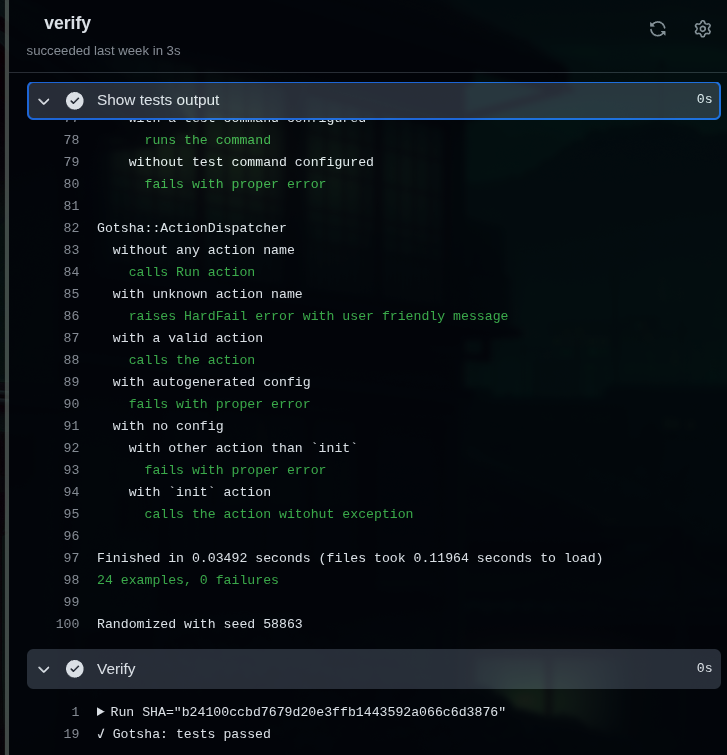 verify
succeeded last week in 3s
Show tests output 0s
77 with a test command configured
78 runs the command
79 without test command configured
80 fails with proper error
81
82 Gotsha::ActionDispatcher
83 without any action name
84 calls Run action
85 with unknown action name
86 raises HardFail error with user friendly message
87 with a valid action
88 calls the action
89 with autogenerated config
90 fails with proper error
91 with no config
92 with other action than `init`
93 fails with proper error
94 with `init` action
95 calls the action witohut exception
96
97 Finished in 0.03492 seconds (files took 0.11964 seconds to load)
98 24 examples, 0 failures
99
100 Randomized with seed 58863
Verify 0s
1 ▶ Run SHA="b24100ccbd7679d20e3ffb1443592a066c6d3876"
19 ✓ Gotsha: tests passed